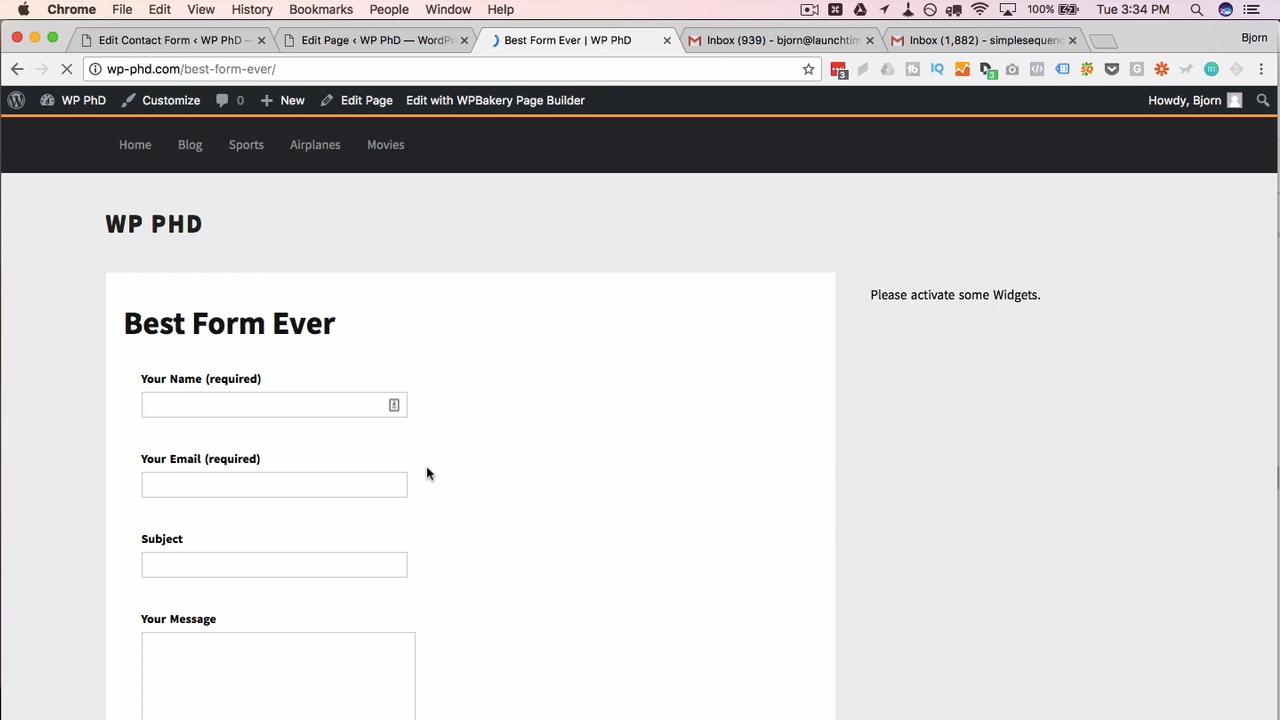 Chrome File Edit View History Bookmarks People Window Help 100% Tue 3:34 PM
Edit Contact Form ‹ WP PhD — Edit Page ‹ WP PhD — WordPr Best Form Ever | WP PhD Inbox (939) - bjorn@launchti Inbox (1,882) - simplesequen Bjorn
wp-phd.com/best-form-ever/ 3 3
WP PhD Customize 0 New Edit Page Edit with WPBakery Page Builder Howdy, Bjorn
Home Blog Sports Airplanes Movies
WP PHD
Please activate some Widgets.
Best Form Ever
Your Name (required)
Your Email (required)
Subject
Your Message